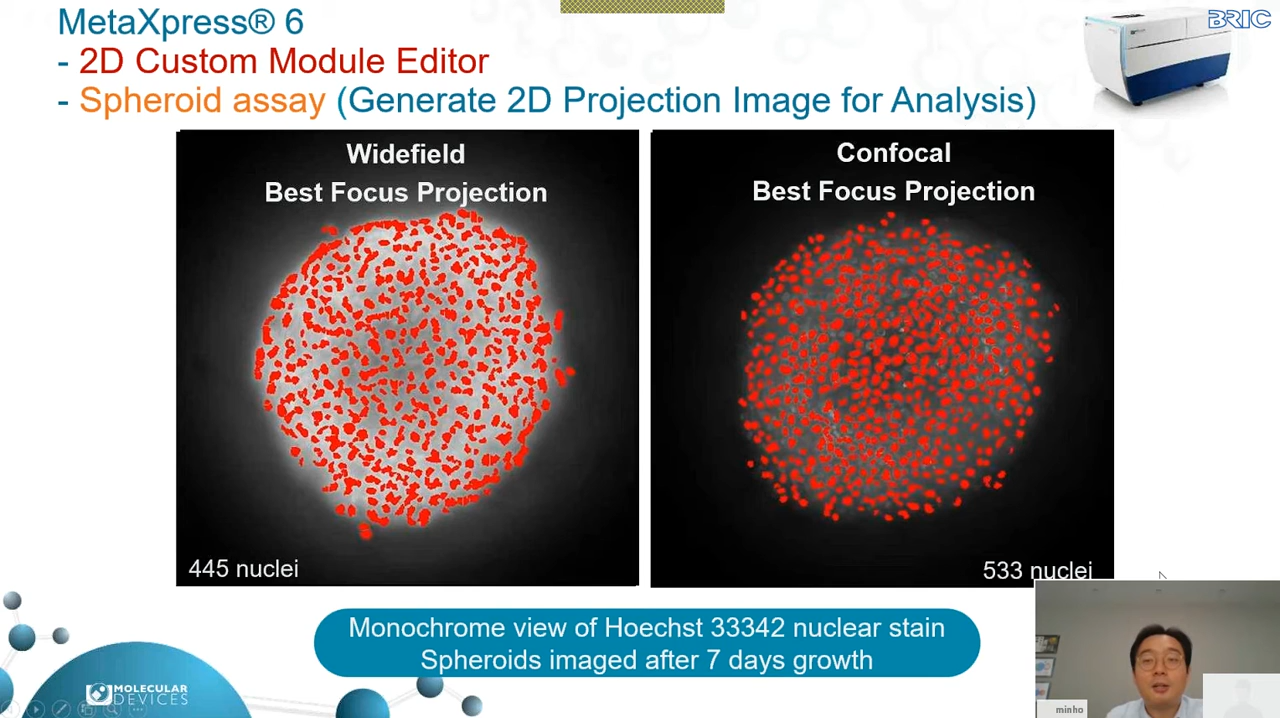 MetaXpress® 6
- 2D Custom Module Editor
- Spheroid assay (Generate 2D Projection Image for Analysis)
BRIC
Widefield
Best Focus Projection
445 nuclei
Confocal
Best Focus Projection
533 nuclei
Monochrome view of Hoechst 33342 nuclear stain
Spheroids imaged after 7 days growth
MOLECULAR
DEVICES
minho